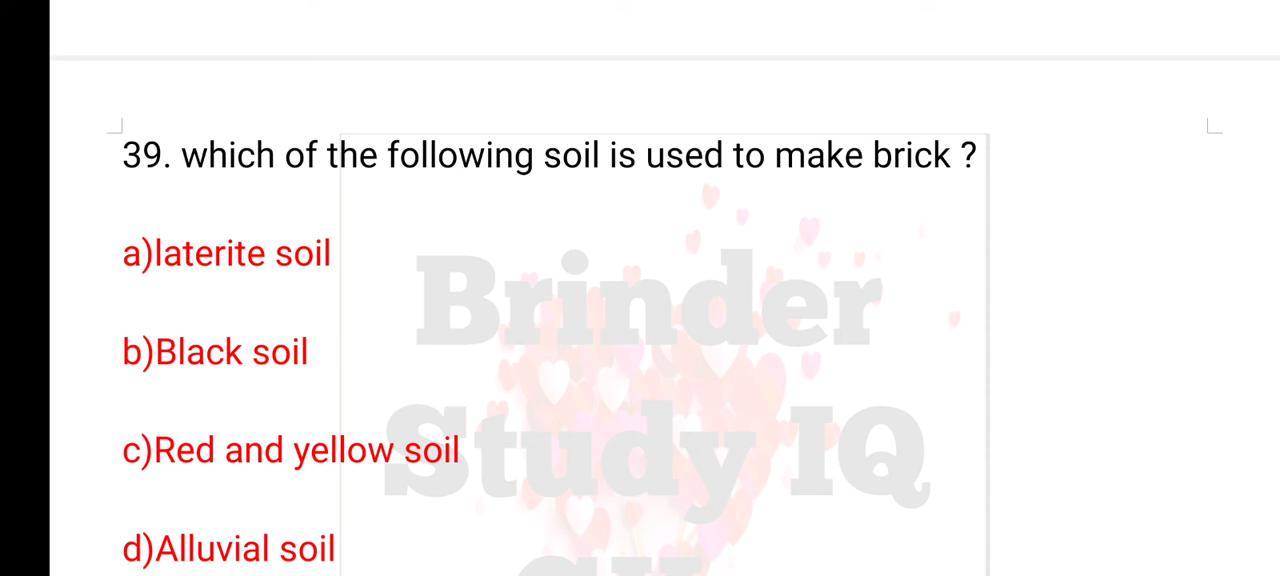 39. which of the following soil is used to make brick ?
a)laterite soil
b)Black soil
c)Red and yellow soil
d)Alluvial soil
Brinder
Study IQ